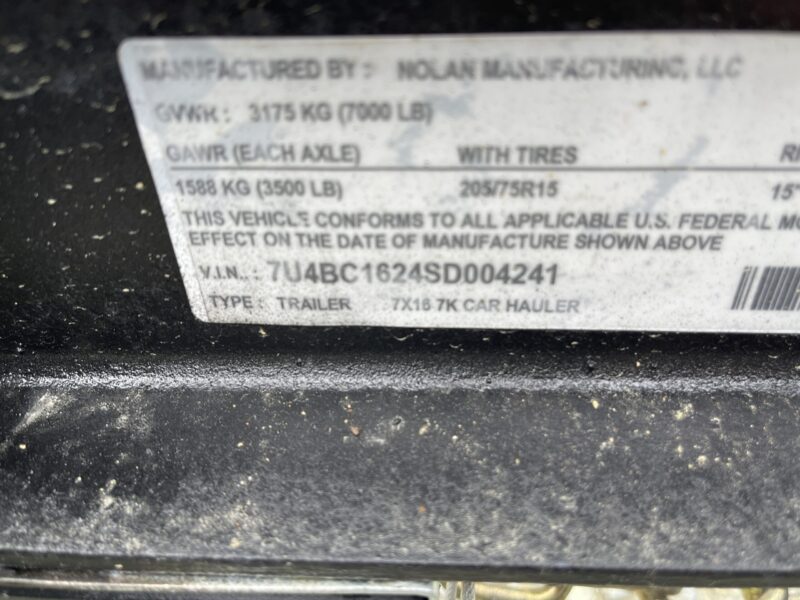 MANUFACTURED BY : NOLAN MANUFACTURING, LLC
GVWR : 3175 KG (7000 LB)
GAWR (EACH AXLE) WITH TIRES
1588 KG (3500 LB) 205/75R15 15"
THIS VEHICLE CONFORMS TO ALL APPLICABLE U.S. FEDERAL
EFFECT ON THE DATE OF MANUFACTURE SHOWN ABOVE
V.I.N.. : 7U4BC1624SD004241
TYPE : TRAILER 7X16 7K CAR HAULER